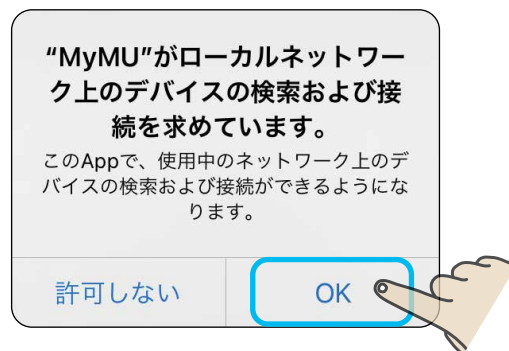 “MyMU”がローカルネットワー
ク上のデバイスの検索および接
続を求めています。
このAppで、使用中のネットワーク上のデ
バイスの検索および接続ができるようにな
ります。
許可しない
OK